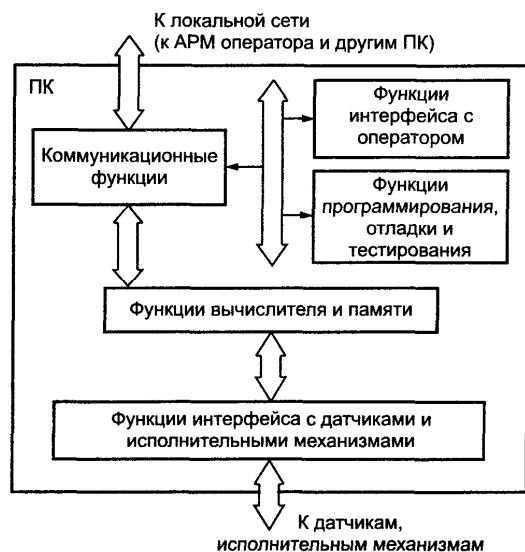 К локальной сети
(к АРМ оператора и другим ПК)
ПК
Функции
интерфейса с
оператором
Коммуникационные
функции
Функции
программирования,
отладки и
тестирования
Функции вычислителя и памяти
Функции интерфейса с датчиками и
исполнительными механизмами
К датчикам,
исполнительным механизмам